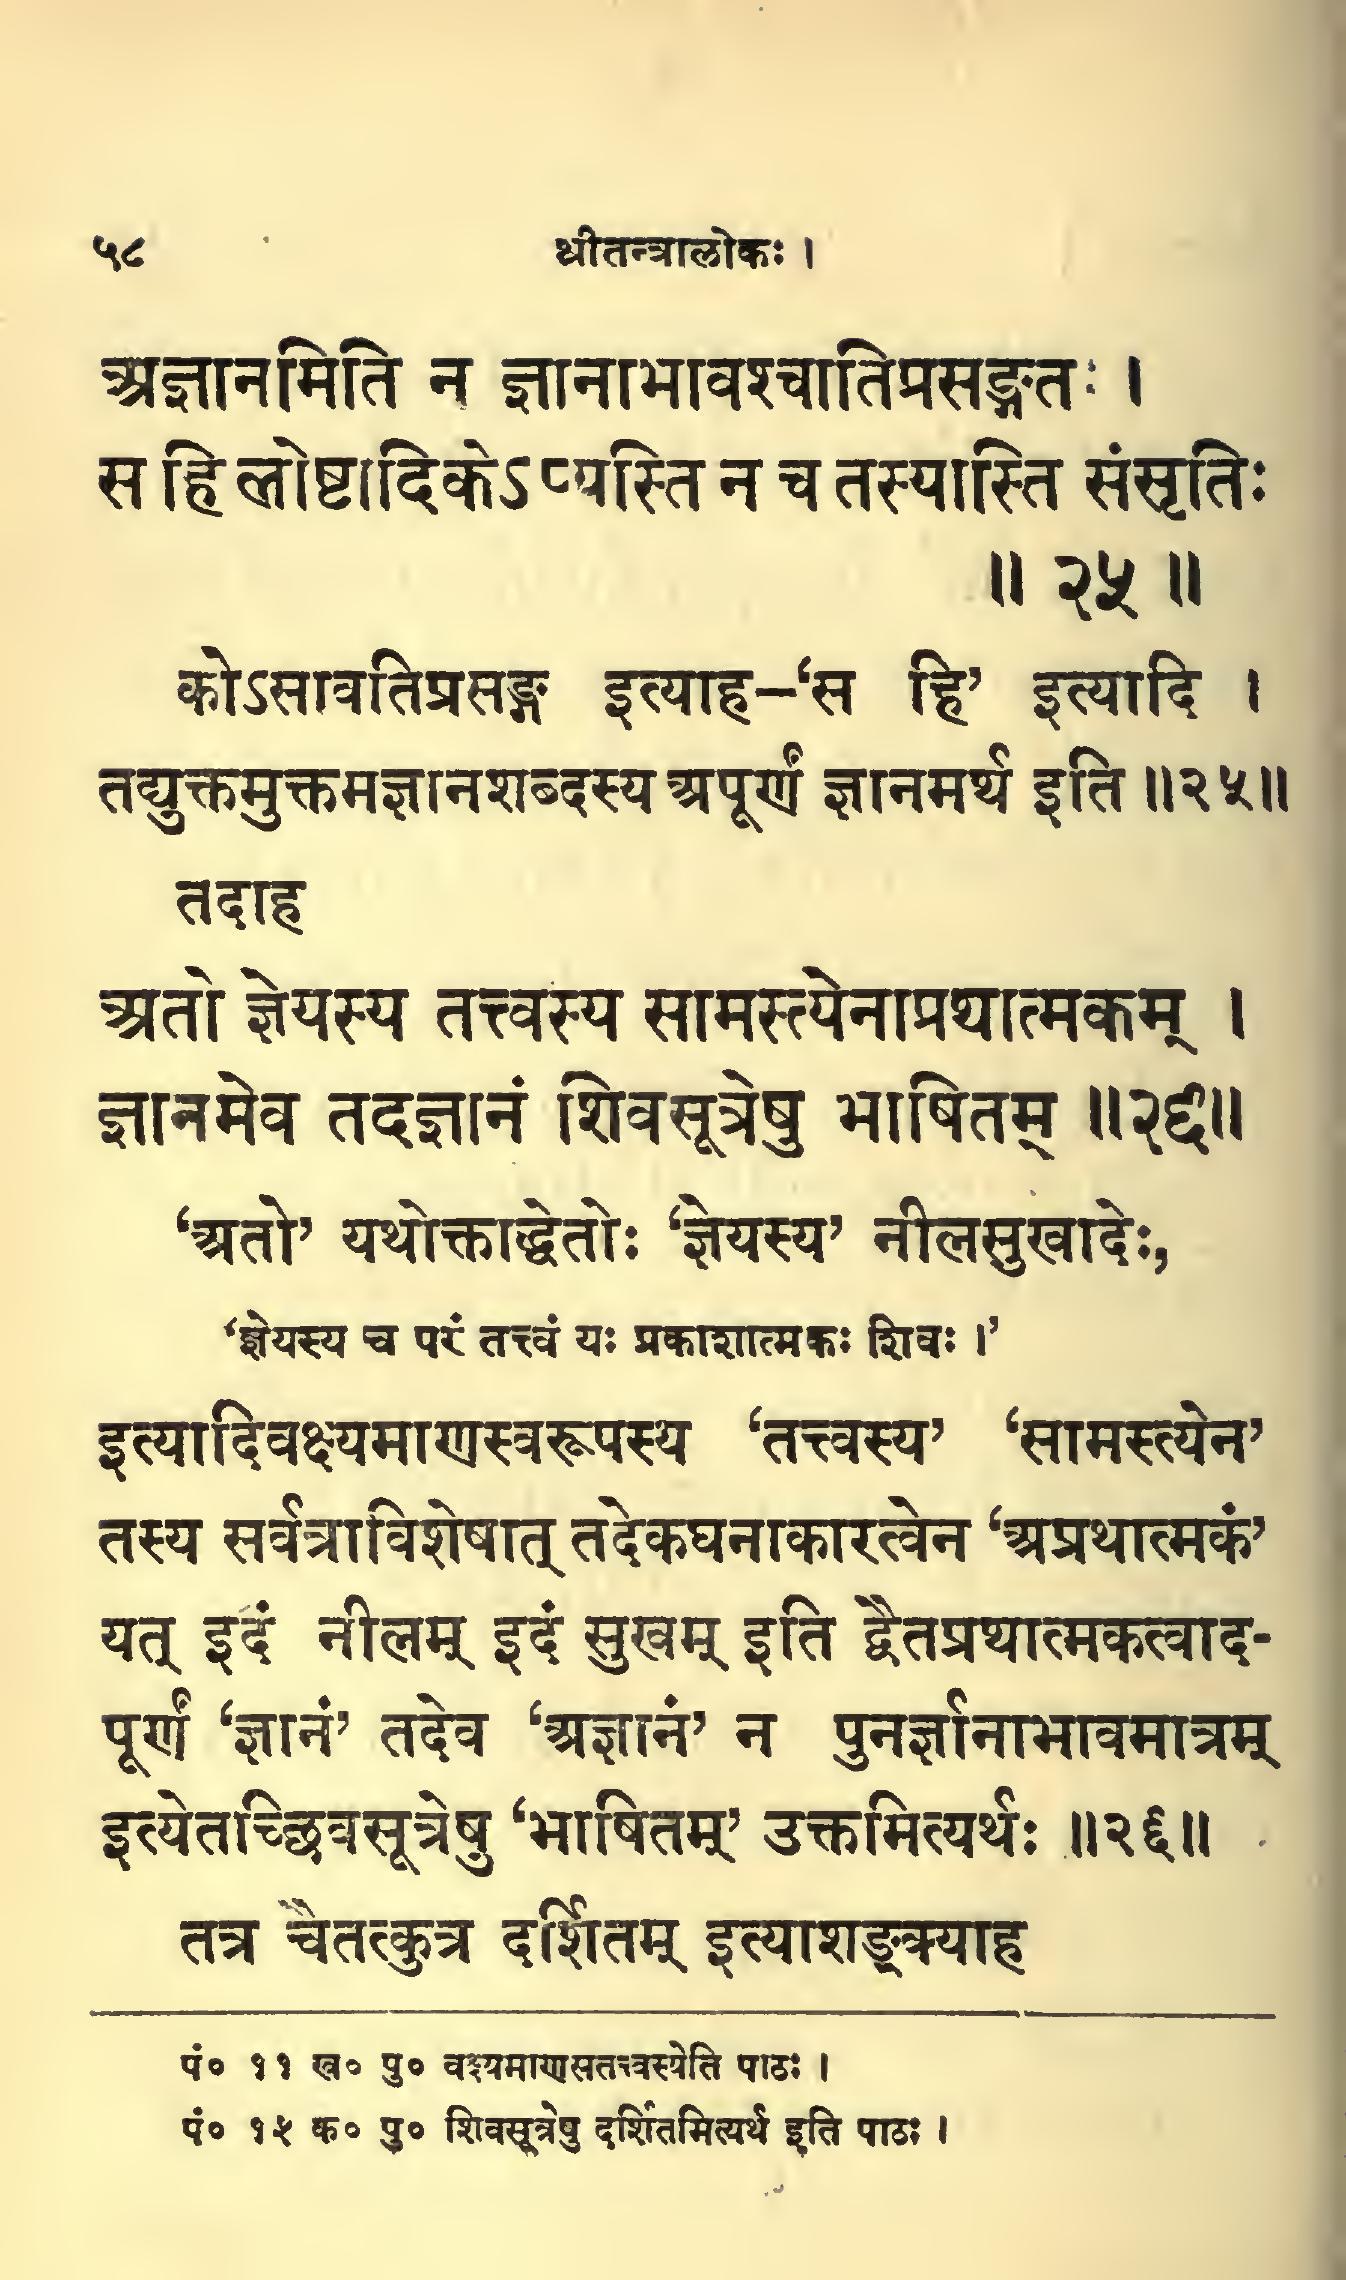 ५८ श्रीतन्त्रालोकः ।
अज्ञानमिति न ज्ञानाभावश्चातिप्रसङ्गतः ।
स हि लोष्टादिकेऽप्यस्ति न च तस्यास्ति संसृतिः
॥ २५ ॥
कोऽसावतिप्रसङ्ग इत्याह–‘स हि’ इत्यादि ।
तद्युक्तमुक्तमज्ञानशब्दस्य अपूर्णं ज्ञानमर्थ इति ॥२५॥
तदाह
अतो ज्ञेयस्य तत्त्वस्य सामस्त्येनाप्रथात्मकम् ।
ज्ञानमेव तदज्ञानं शिवसूत्रेषु भाषितम् ॥२६॥
‘अतो’ यथोक्ताद्धेतोः ‘ज्ञेयस्य’ नीलसुखादेः,
‘ज्ञेयस्य च परं तत्त्वं यः प्रकाशात्मकः शिवः ।’
इत्यादिवक्ष्यमाणस्वरूपस्य ‘तत्त्वस्य’ ‘सामस्त्येन’
तस्य सर्वत्राविशेषात् तदेकघनाकारत्वेन ‘अप्रथात्मकं’
यत् इदं नीलम् इदं सुखम् इति द्वैतप्रथात्मकत्वाद-
पूर्णं ‘ज्ञानं’ तदेव ‘अज्ञानं’ न पुनर्ज्ञानाभावमात्रम्
इत्येतच्छिवसूत्रेषु ‘भाषितम्’ उक्तमित्यर्थः ॥२६॥
तत्र चैतत्कुत्र दर्शितम् इत्याशङ्क्याह
पं० ११ ख० पु० वक्ष्यमाणसतत्त्वस्येति पाठः ।
पं० १५ क० पु० शिवसूत्रेषु दर्शितमित्यर्थ इति पाठः ।